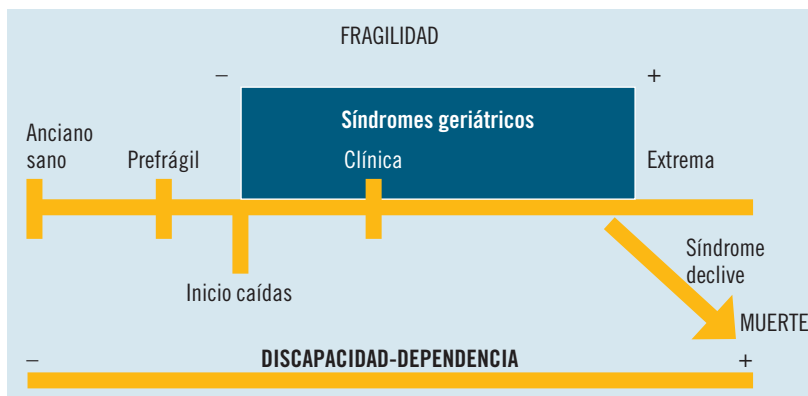 FRAGILIDAD
– +
Síndromes geriátricos
Anciano
sano
Prefrágil
Clínica
Extrema
Inicio caídas
Síndrome
declive
MUERTE
– DISCAPACIDAD-DEPENDENCIA +